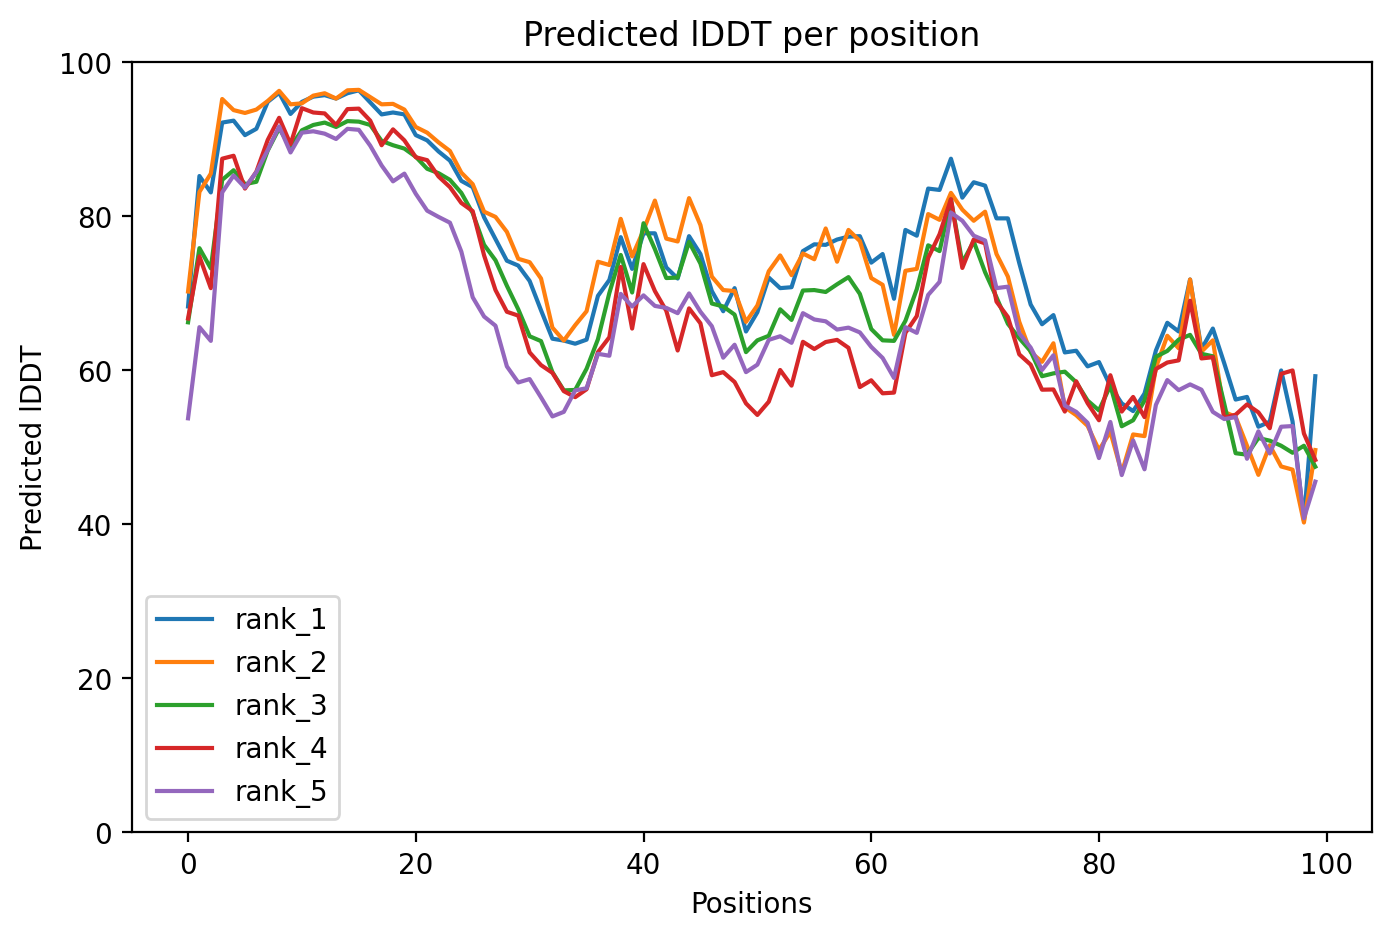 Predicted lDDT per position
100
80
60
40
20
0
Predicted lDDT
rank_1
rank_2
rank_3
rank_4
rank_5
0 20 40 60 80 100
Positions